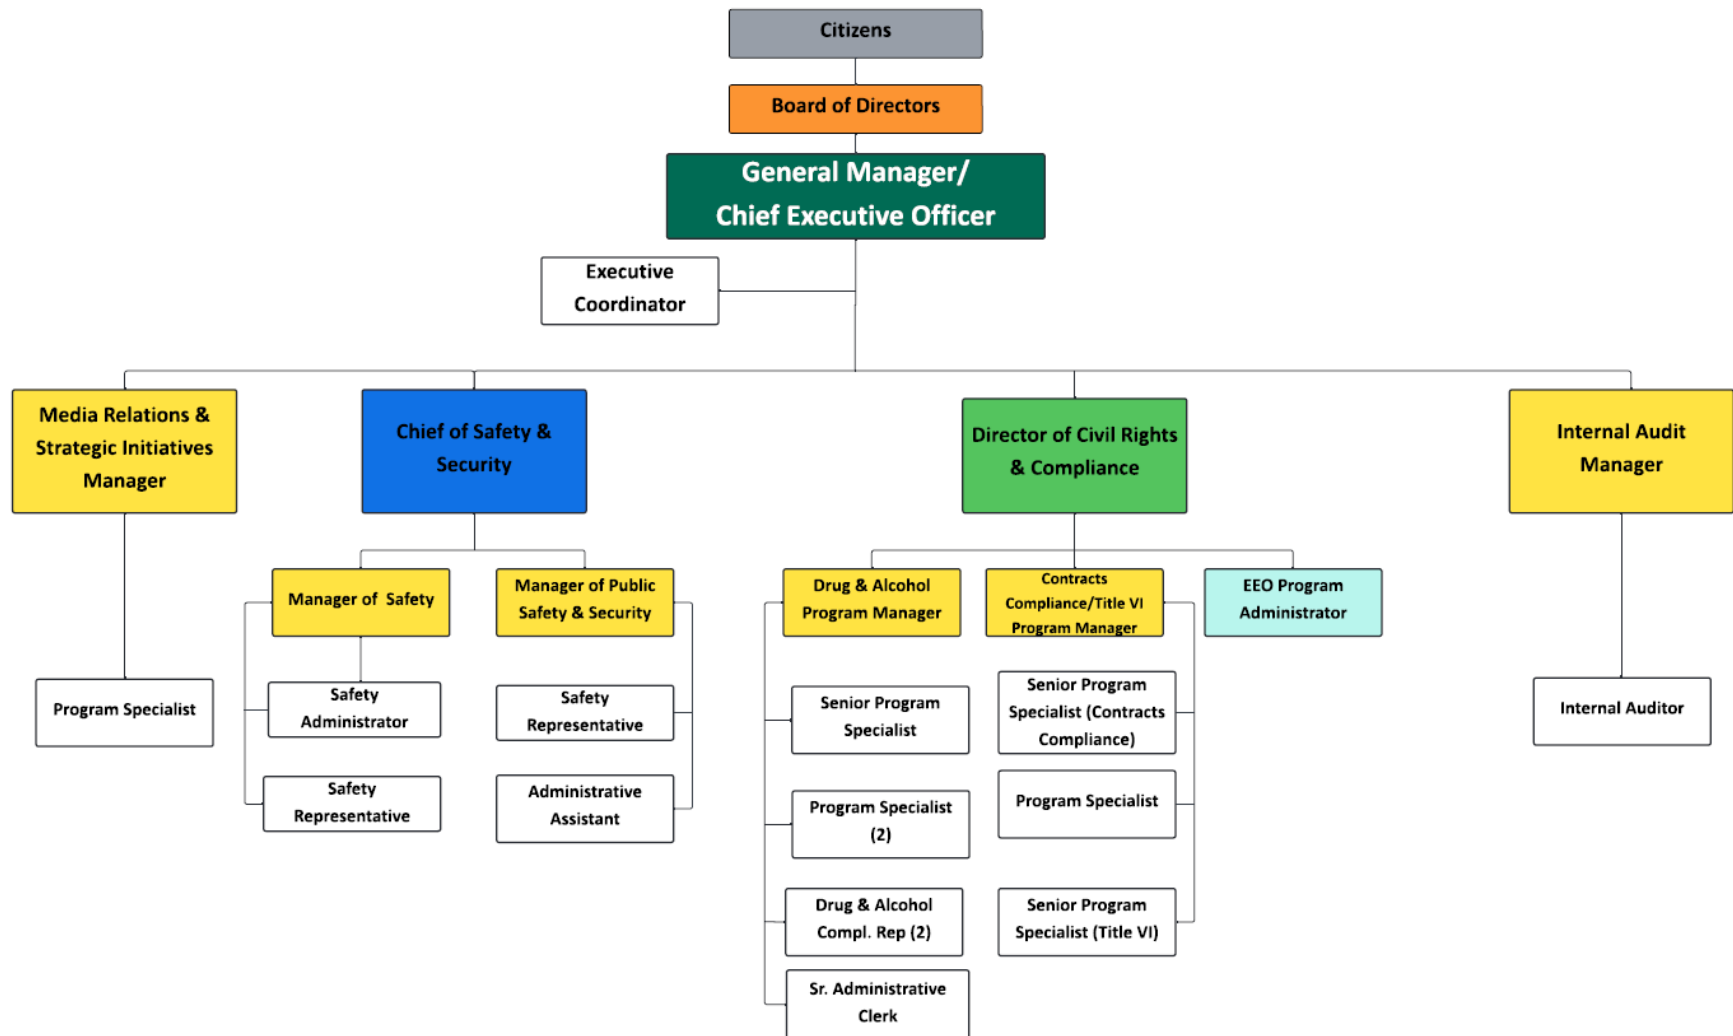 Citizens
Board of Directors
General Manager/
Chief Executive Officer
Executive
Coordinator
Media Relations &
Strategic Initiatives
Manager
Chief of Safety &
Security
Director of Civil Rights
& Compliance
Internal Audit
Manager
Manager of Safety
Manager of Public
Safety & Security
Drug & Alcohol
Program Manager
Contracts
Compliance/Title VI
Program Manager
EEO Program
Administrator
Program Specialist
Safety
Administrator
Safety
Representative
Safety
Representative
Administrative
Assistant
Senior Program
Specialist
Program Specialist
(2)
Drug & Alcohol
Compl. Rep (2)
Sr. Administrative
Clerk
Senior Program
Specialist (Contracts
Compliance)
Program Specialist
Senior Program
Specialist (Title VI)
Internal Auditor